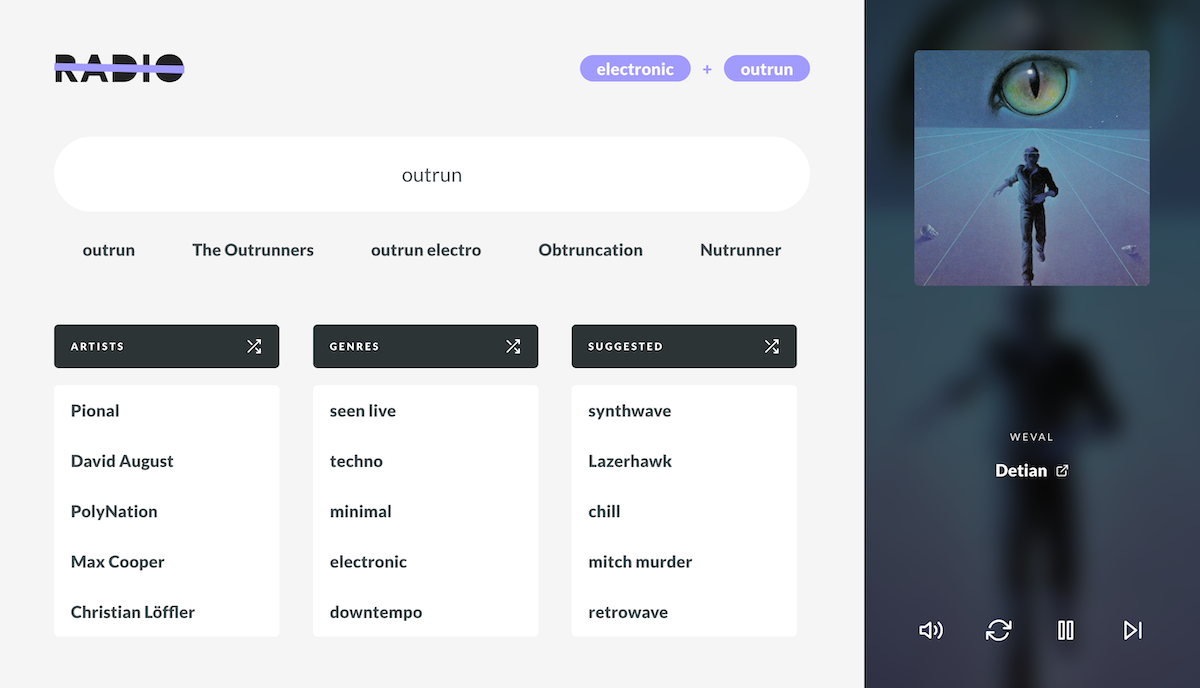 RADIO
electronic + outrun
outrun
outrun The Outrunners outrun electro Obtruncation Nutrunner
ARTISTS
Pional
David August
PolyNation
Max Cooper
Christian Löffler
GENRES
seen live
techno
minimal
electronic
downtempo
SUGGESTED
synthwave
Lazerhawk
chill
mitch murder
retrowave
WEVAL
Detian